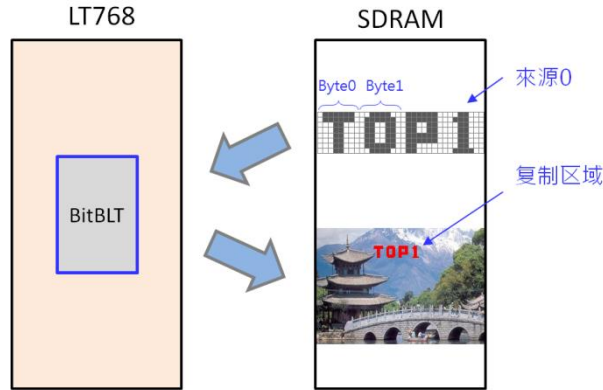 LT768
SDRAM
Byte0 Byte1
來源0
TOP1
复制区域
BitBLT
TOP1